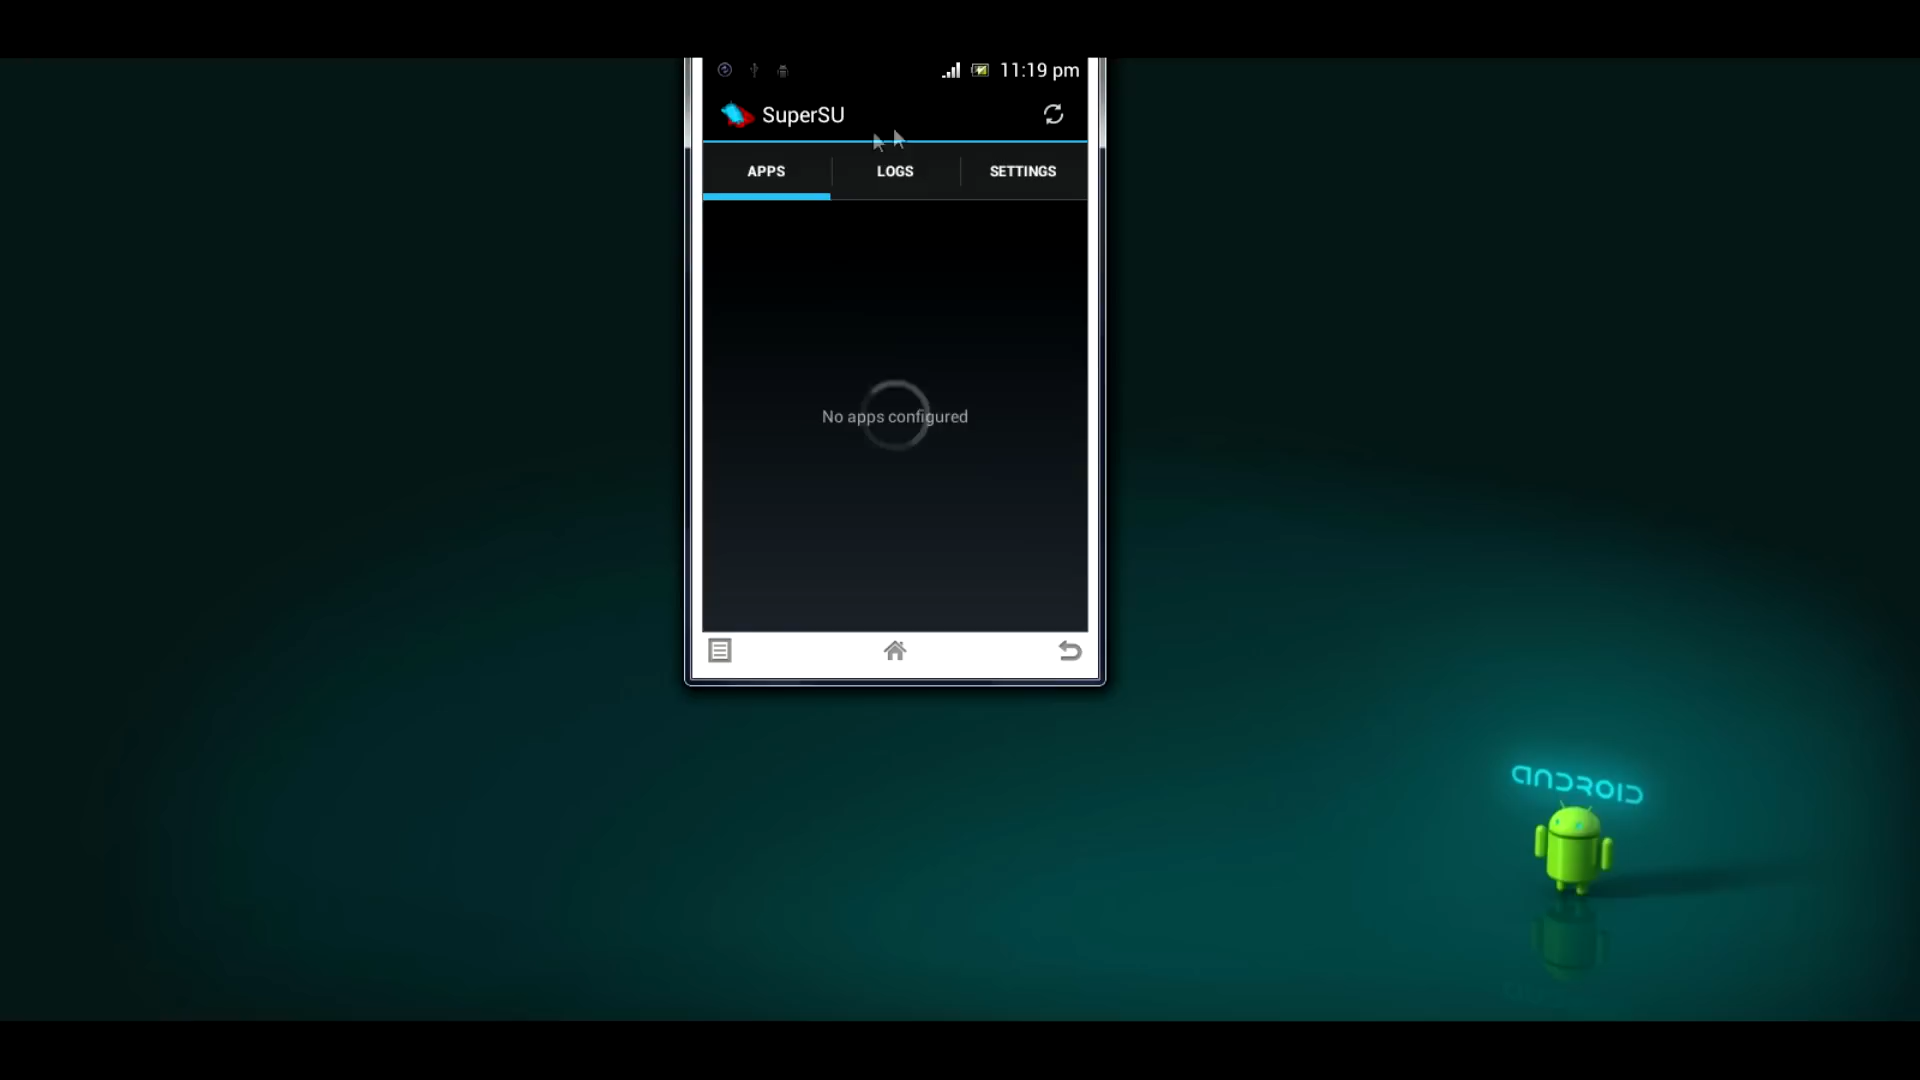 11:19 pm
SuperSU
APPS LOGS SETTINGS
No apps configured
ANDROID